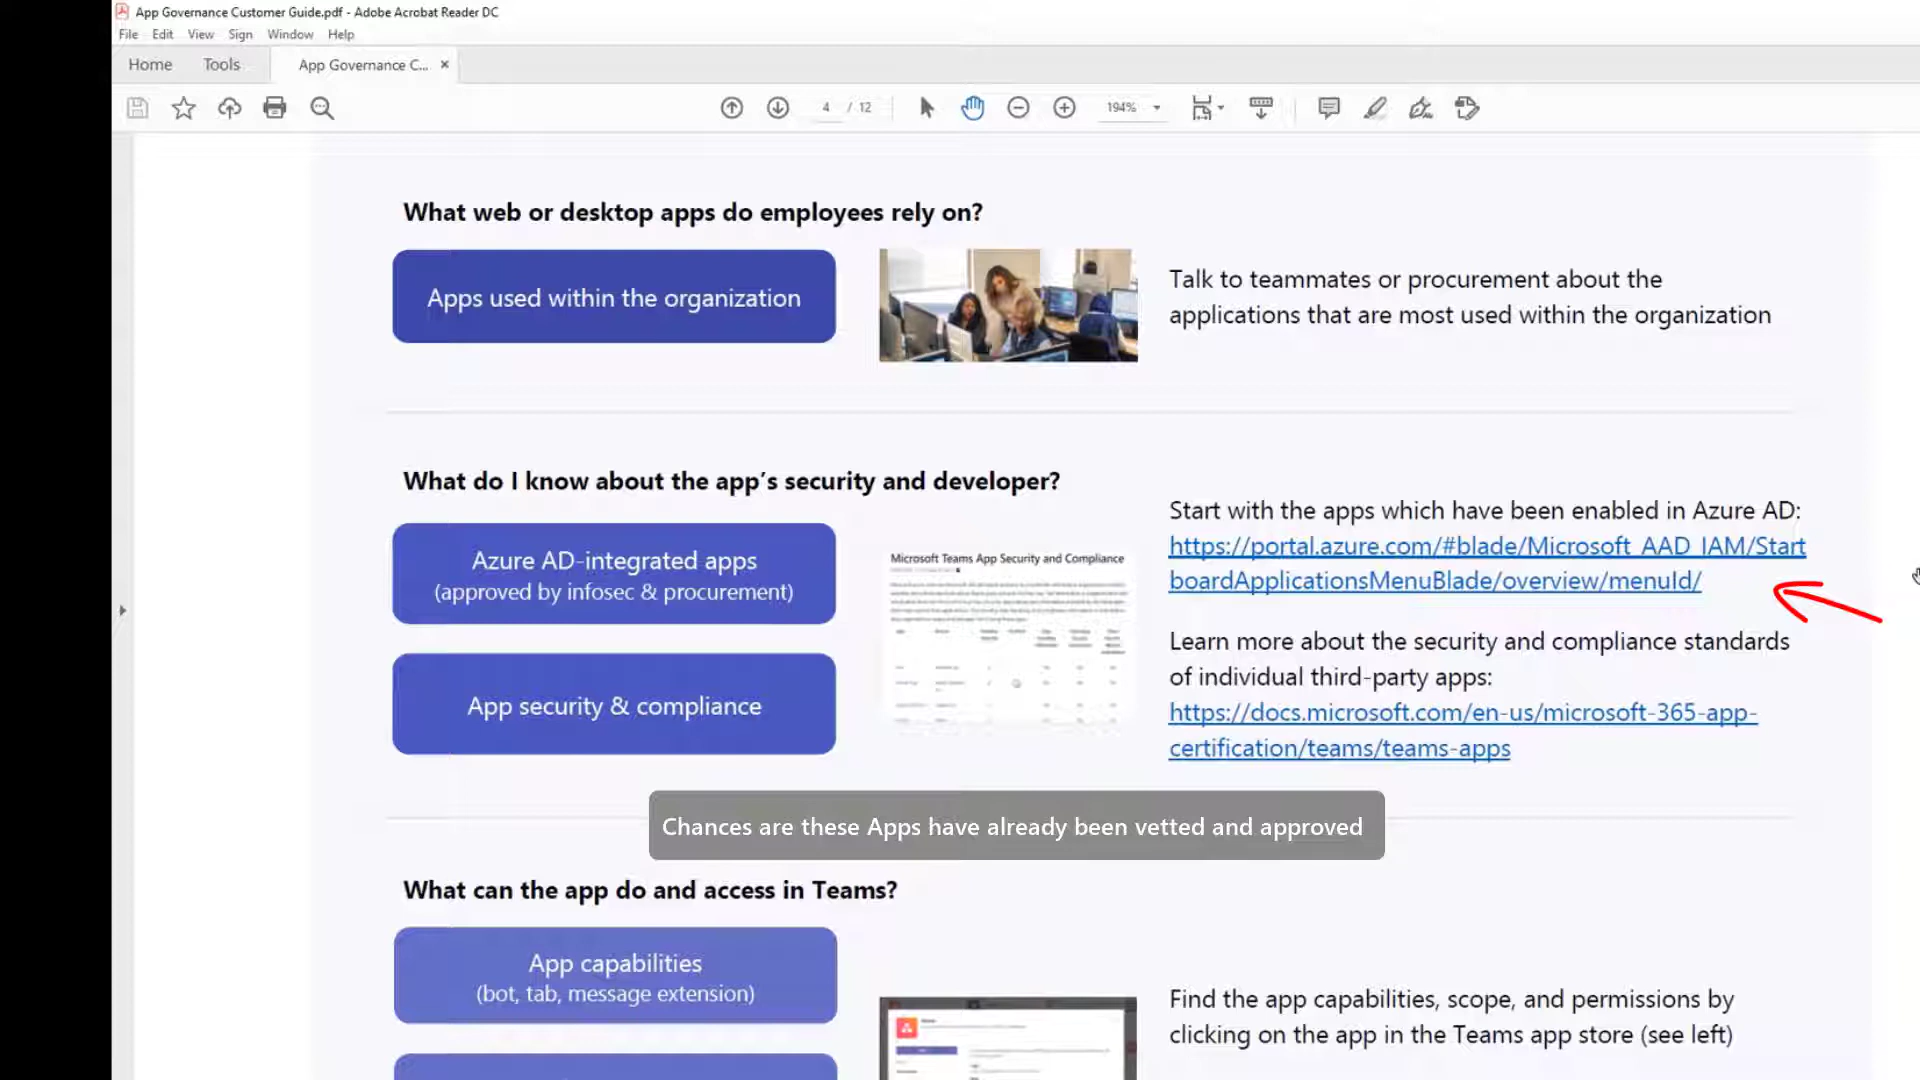 App Governance Customer Guide.pdf - Adobe Acrobat Reader DC
File Edit View Sign Window Help
Home Tools App Governance C... ×
4 / 12 194%
What web or desktop apps do employees rely on?
Apps used within the organization
Talk to teammates or procurement about the
applications that are most used within the organization
What do I know about the app's security and developer?
Azure AD-integrated apps
(approved by infosec & procurement)
App security & compliance
Microsoft Teams App Security and Compliance
Start with the apps which have been enabled in Azure AD:
https://portal.azure.com/#blade/Microsoft_AAD_IAM/Start
boardApplicationsMenuBlade/overview/menuId/
Learn more about the security and compliance standards
of individual third-party apps:
https://docs.microsoft.com/en-us/microsoft-365-app-
certification/teams/teams-apps
Chances are these Apps have already been vetted and approved
What can the app do and access in Teams?
App capabilities
(bot, tab, message extension)
Find the app capabilities, scope, and permissions by
clicking on the app in the Teams app store (see left)